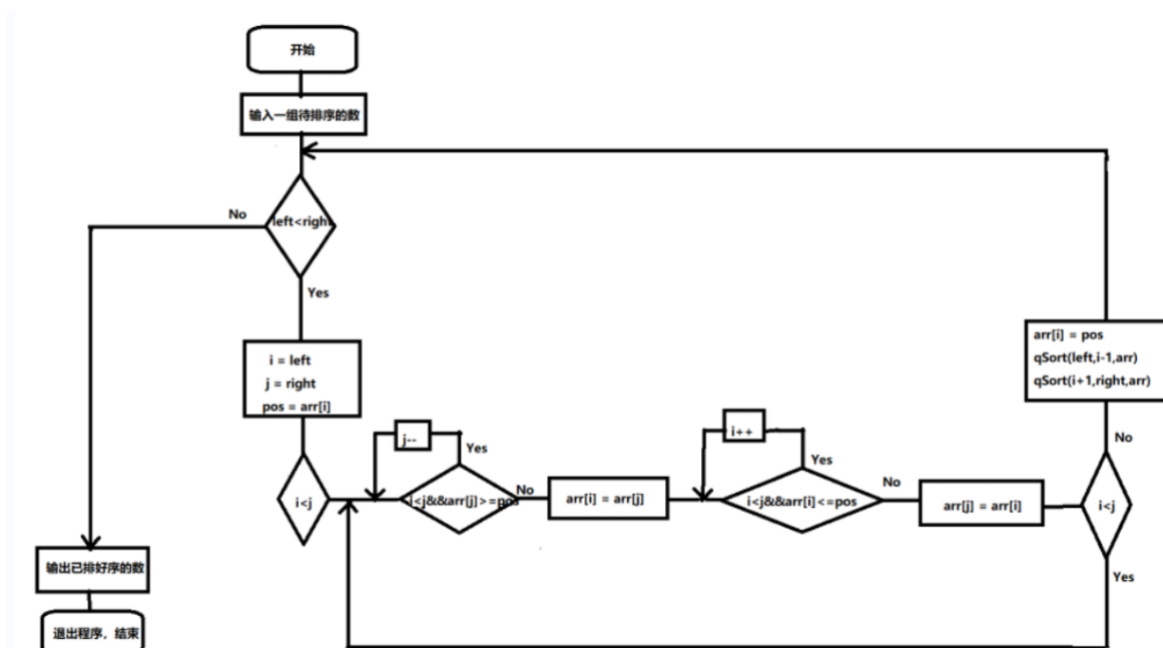 开始
输入一组待排序的数
left<right
No
Yes
i = left
j = right
pos = arr[i]
i<j
j--
Yes
i<j&&arr[j]>=pos
No
arr[i] = arr[j]
i++
Yes
i<j&&arr[i]<=pos
No
arr[j] = arr[i]
i<j
No
Yes
arr[i] = pos
qSort(left,i-1,arr)
qSort(i+1,right,arr)
输出已排好序的数
退出程序，结束